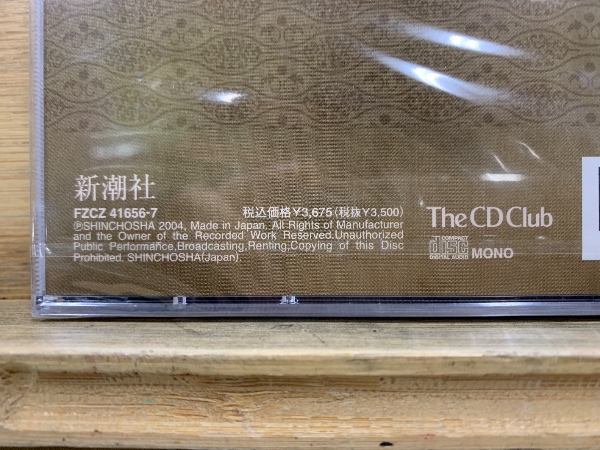 新潮社
FZCZ 41656-7 税込価格¥3,675(税抜¥3,500)
ⓅSHINCHOSHA 2004, Made in Japan. All Rights of Manufacturer
and the Owner of the Recorded Work Reserved.Unauthorized
Public Performance,Broadcasting,Renting,Copying of this Disc
Prohibited. SHINCHOSHA(Japan).
The CD Club
COMPACT
disc
DIGITAL AUDIO
MONO